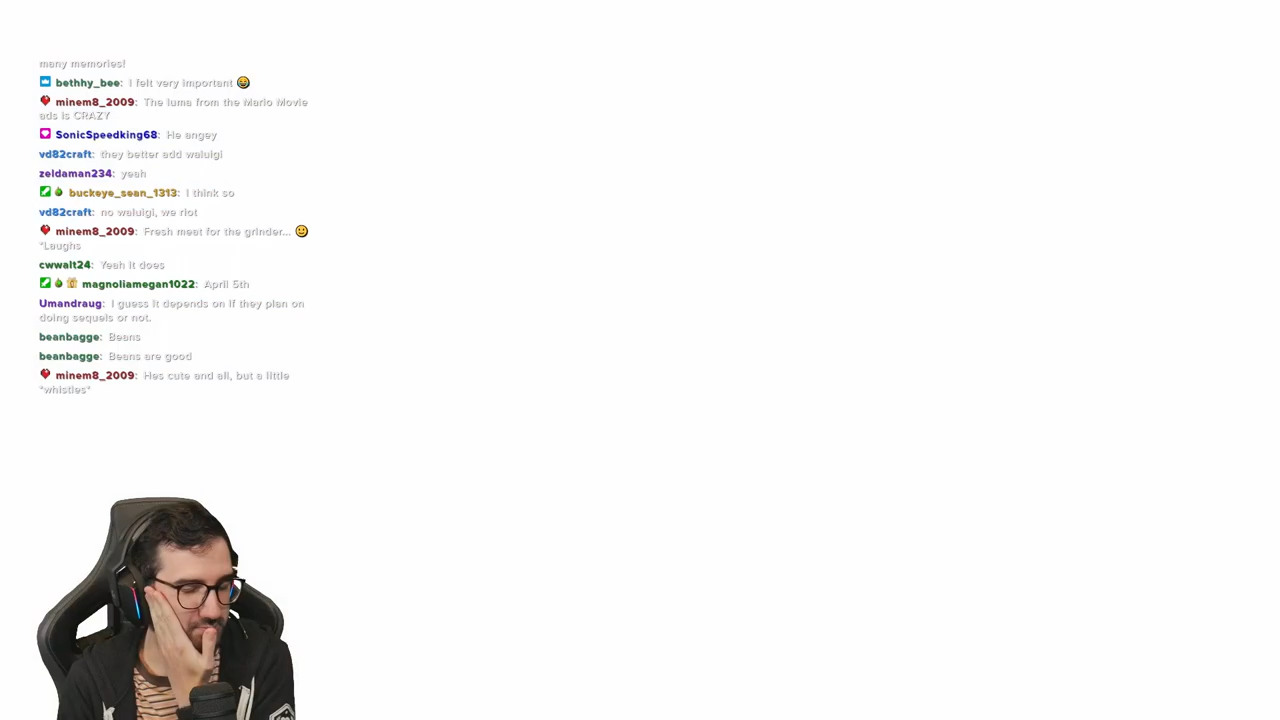 many memories!
bethhy_bee: I felt very important
minem8_2009: The luma from the Mario Movie
ads is CRAZY
SonicSpeedking68: He angey
vd82craft: they better add waluigi
zeldaman234: yeah
buckeye_sean_1313: I think so
vd82craft: no waluigi, we riot
minem8_2009: Fresh meat for the grinder...
*Laughs
cwwalt24: Yeah it does
magnoliamegan1022: April 5th
Umandraug: I guess it depends on if they plan on
doing sequels or not.
beanbagge: Beans
beanbagge: Beans are good
minem8_2009: Hes cute and all, but a little
*whistles*